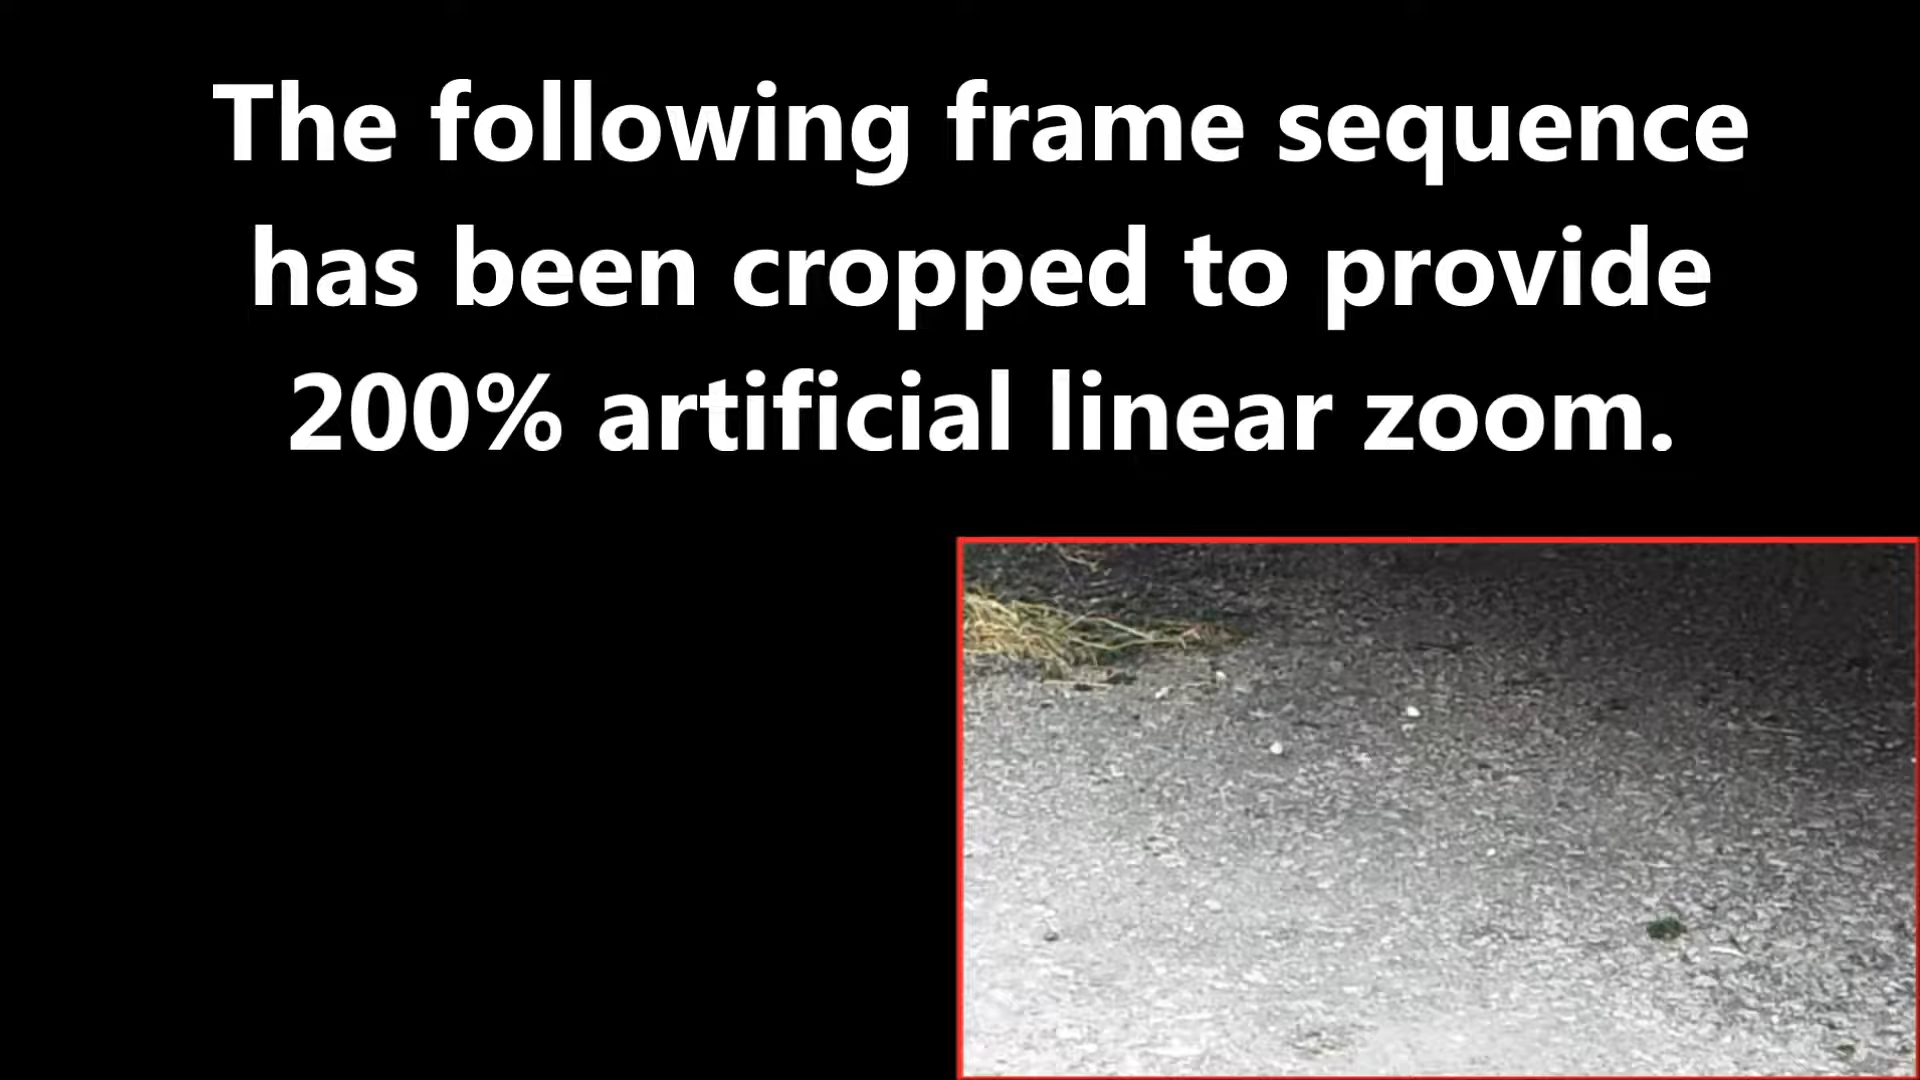 The following frame sequence
has been cropped to provide
200% artificial linear zoom.